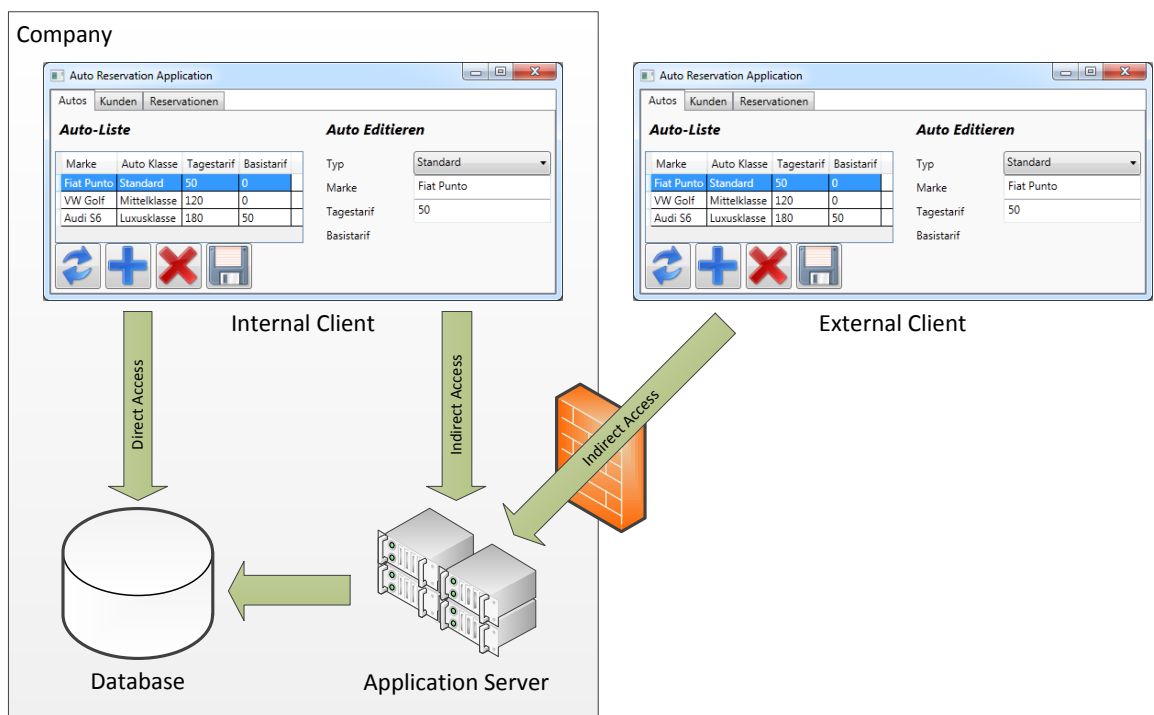 Company
Auto Reservation Application
Autos Kunden Reservationen
Auto-Liste Auto Editieren
Marke Auto Klasse Tagestarif Basistarif
Fiat Punto Standard 50 0
VW Golf Mittelklasse 120 0
Audi S6 Luxusklasse 180 50
Typ Standard
Marke Fiat Punto
Tagestarif 50
Basistarif
Internal Client
Auto Reservation Application
Autos Kunden Reservationen
Auto-Liste Auto Editieren
Marke Auto Klasse Tagestarif Basistarif
Fiat Punto Standard 50 0
VW Golf Mittelklasse 120 0
Audi S6 Luxusklasse 180 50
Typ Standard
Marke Fiat Punto
Tagestarif 50
Basistarif
External Client
Direct Access
Indirect Access
Indirect Access
Database
Application Server